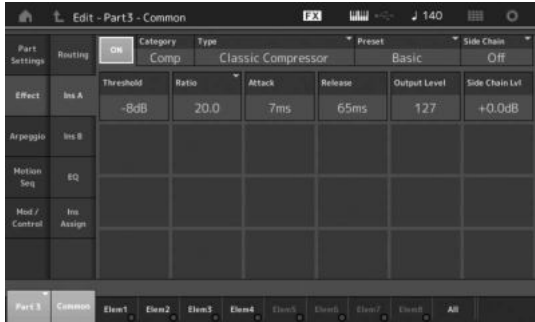 Edit - Part3 - Common
FX
140
Part Settings
Effect
Arpeggio
Motion Seq
Mod / Control
Routing
Ins A
Ins B
EQ
Ins Assign
ON
Category
Comp
Type
Classic Compressor
Preset
Basic
Side Chain
Off
Threshold
-8dB
Ratio
20.0
Attack
7ms
Release
65ms
Output Level
127
Side Chain Lvl
+0.0dB
Part 3
Common
Elem1
Elem2
Elem3
Elem4
Elem5
Elem6
Elem7
Elem8
All